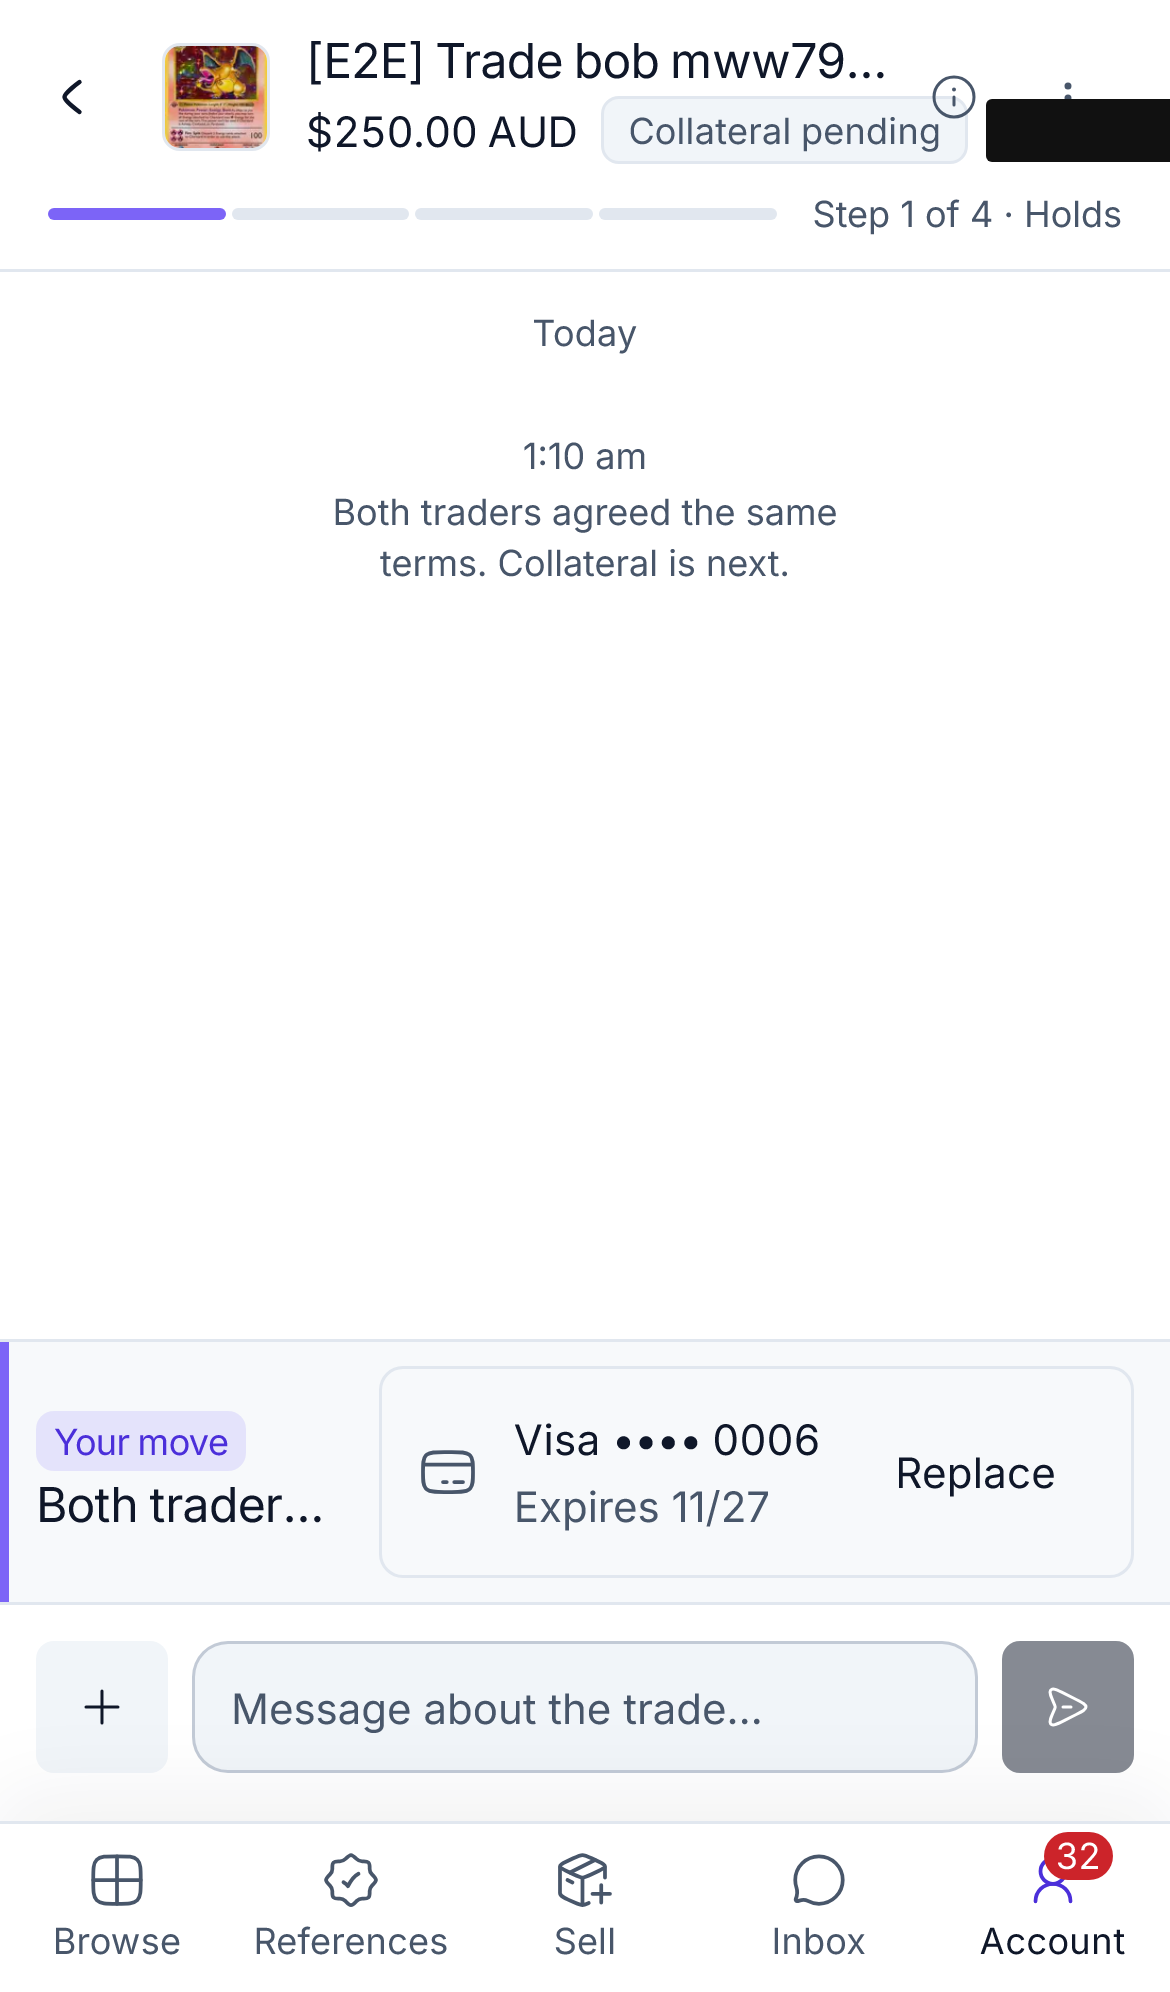 [E2E] Trade bob mww79...
$250.00 AUD
Collateral pending
Step 1 of 4 · Holds
Today
1:10 am
Both traders agreed the same
terms. Collateral is next.
Your move
Both trader...
Visa •••• 0006
Expires 11/27
Replace
Message about the trade...
32
Browse
References
Sell
Inbox
Account